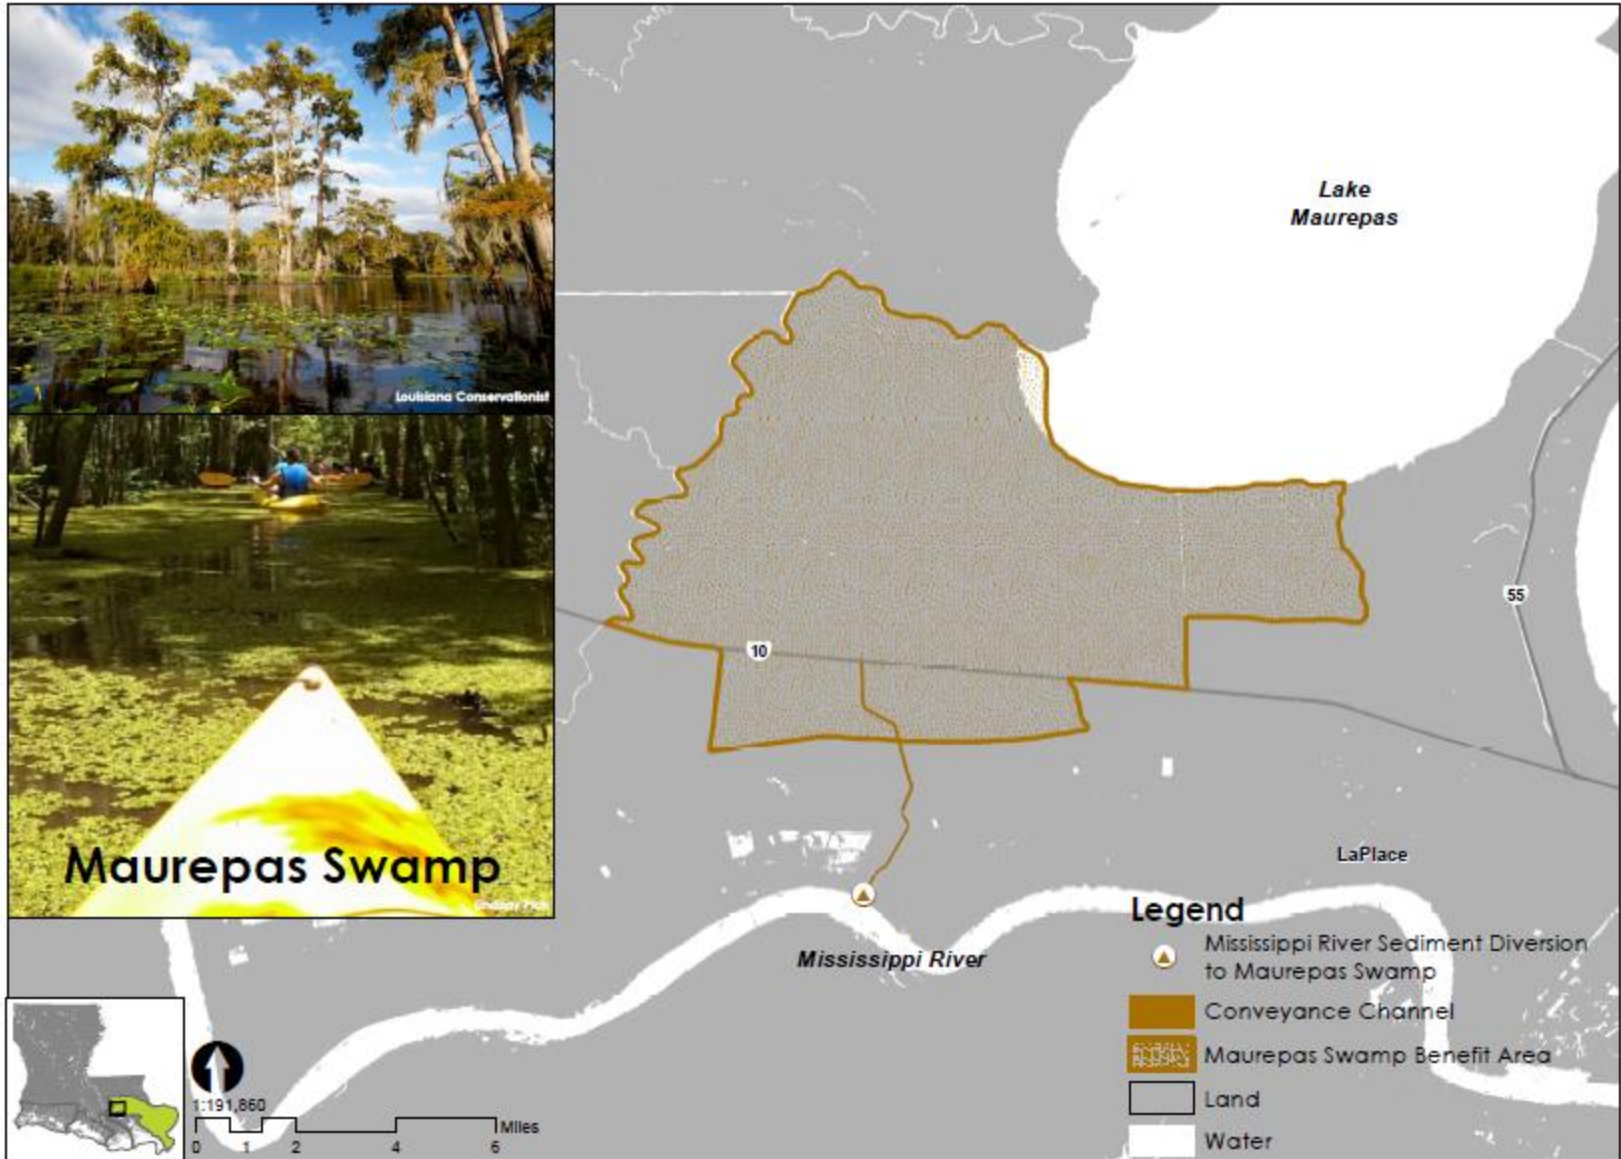 Louisiana Conservationist
Maurepas Swamp
Lake
Maurepas
10
55
LaPlace
Mississippi River
Legend
Mississippi River Sediment Diversion
to Maurepas Swamp
Conveyance Channel
Maurepas Swamp Benefit Area
Land
Water
1:191,860
Miles
0 1 2 4 6